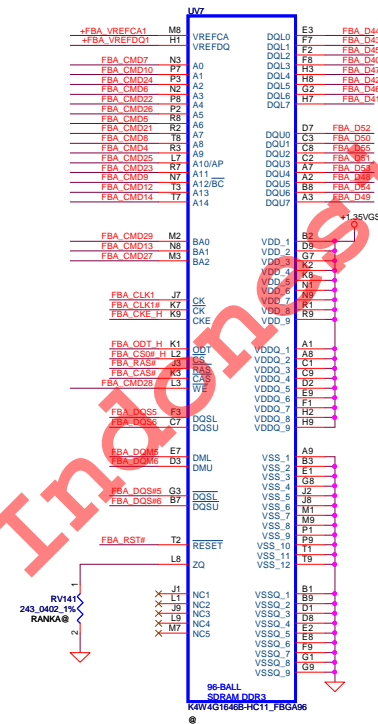 UV7
+FBA_VREFCA1 M8 VREFCA
+FBA_VREFDQ1 H1 VREFDQ
FBA_CMD7 N3 A0
FBA_CMD10 P7 A1
FBA_CMD24 P3 A2
FBA_CMD6 N2 A3
FBA_CMD22 P8 A4
FBA_CMD26 P2 A5
FBA_CMD5 R8 A6
FBA_CMD21 R2 A7
FBA_CMD8 T8 A8
FBA_CMD4 R3 A9
FBA_CMD25 L7 A10/AP
FBA_CMD23 R7 A11
FBA_CMD9 N7 A12/BC
FBA_CMD12 T3 A13
FBA_CMD14 T7 A14
FBA_CMD29 M2 BA0
FBA_CMD13 N8 BA1
FBA_CMD27 M3 BA2
FBA_CLK1 J7 CK
FBA_CLK1# K7 CK
FBA_CKE_H K9 CKE
FBA_ODT_H K1 ODT
FBA_CS0#_H L2 CS
FBA_RAS# J3 RAS
FBA_CAS# K3 CAS
FBA_CMD28 L3 WE
FBA_DQS5 F3 DQSL
FBA_DQS6 C7 DQSU
FBA_DQM5 E7 DML
FBA_DQM6 D3 DMU
FBA_DQS#5 G3 DQSL
FBA_DQS#6 B7 DQSU
FBA_RST# T2 RESET
L8 ZQ
J1 NC1
L1 NC2
J9 NC3
L9 NC4
M7 NC5
1
RV141
243_0402_1%
RANKA@
2
DQL0 E3 FBA_D44
DQL1 F7 FBA_D43
DQL2 F2 FBA_D45
DQL3 F8 FBA_D40
DQL4 H3 FBA_D47
DQL5 H8 FBA_D42
DQL6 G2 FBA_D46
DQL7 H7 FBA_D41
DQU0 D7 FBA_D52
DQU1 C3 FBA_D50
DQU2 C8 FBA_D55
DQU3 C2 FBA_D51
DQU4 A7 FBA_D53
DQU5 A2 FBA_D48
DQU6 B8 FBA_D54
DQU7 A3 FBA_D49
+1.35VGS
VDD_1 B2
VDD_2 D9
VDD_3 G7
VDD_4 K2
VDD_5 K8
VDD_6 N1
VDD_7 N9
VDD_8 R1
VDD_9 R9
VDDQ_1 A1
VDDQ_2 A8
VDDQ_3 C1
VDDQ_4 C9
VDDQ_5 D2
VDDQ_6 E9
VDDQ_7 F1
VDDQ_8 H2
VDDQ_9 H9
VSS_1 A9
VSS_2 B3
VSS_3 E1
VSS_4 G8
VSS_5 J2
VSS_6 J8
VSS_7 M1
VSS_8 M9
VSS_9 P1
VSS_10 P9
VSS_11 T1
VSS_12 T9
VSSQ_1 B1
VSSQ_2 B9
VSSQ_3 D1
VSSQ_4 D8
VSSQ_5 E2
VSSQ_6 E8
VSSQ_7 F9
VSSQ_8 G1
VSSQ_9 G9
96-BALL
SDRAM DDR3
K4W4G1646B-HC11_FBGA96
@
Indones